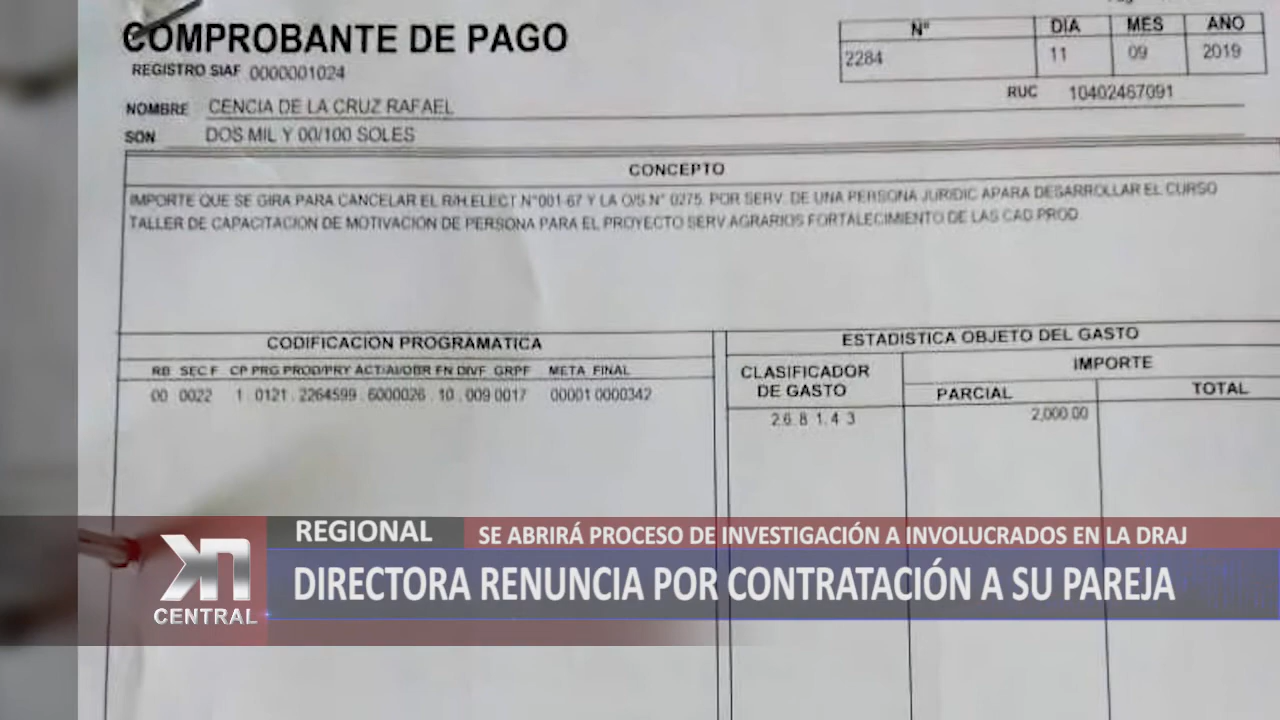 COMPROBANTE DE PAGO
REGISTRO SIAF 0000001024
Nº DIA MES AÑO
2284 11 09 2019
RUC 10402467091
NOMBRE CENCIA DE LA CRUZ RAFAEL
SON DOS MIL Y 00/100 SOLES
CONCEPTO
IMPORTE QUE SE GIRA PARA CANCELAR EL R/H ELECT N°001-67 Y LA O/S N° 0275. POR SERV. DE UNA PERSONA JURIDIC APARA DESARROLLAR EL CURSO
TALLER DE CAPACITACION DE MOTIVACION DE PERSONA PARA EL PROYECTO SERV AGRARIOS FORTALECIMIENTO DE LAS CAD PROD
CODIFICACION PROGRAMATICA
RB SEC F CP PRG PROD/PRY ACT/AI/OBR FN DIVF GRPF META FINAL
00 0022 1 0121 . 2264599 . 6000026 . 10 . 009 0017 00001 0000342
ESTADISTICA OBJETO DEL GASTO
CLASIFICADOR
DE GASTO
IMPORTE
PARCIAL TOTAL
2.6. 8 1. 4 3 2,000.00
REGIONAL SE ABRIRÁ PROCESO DE INVESTIGACIÓN A INVOLUCRADOS EN LA DRAJ
DIRECTORA RENUNCIA POR CONTRATACIÓN A SU PAREJA
CENTRAL